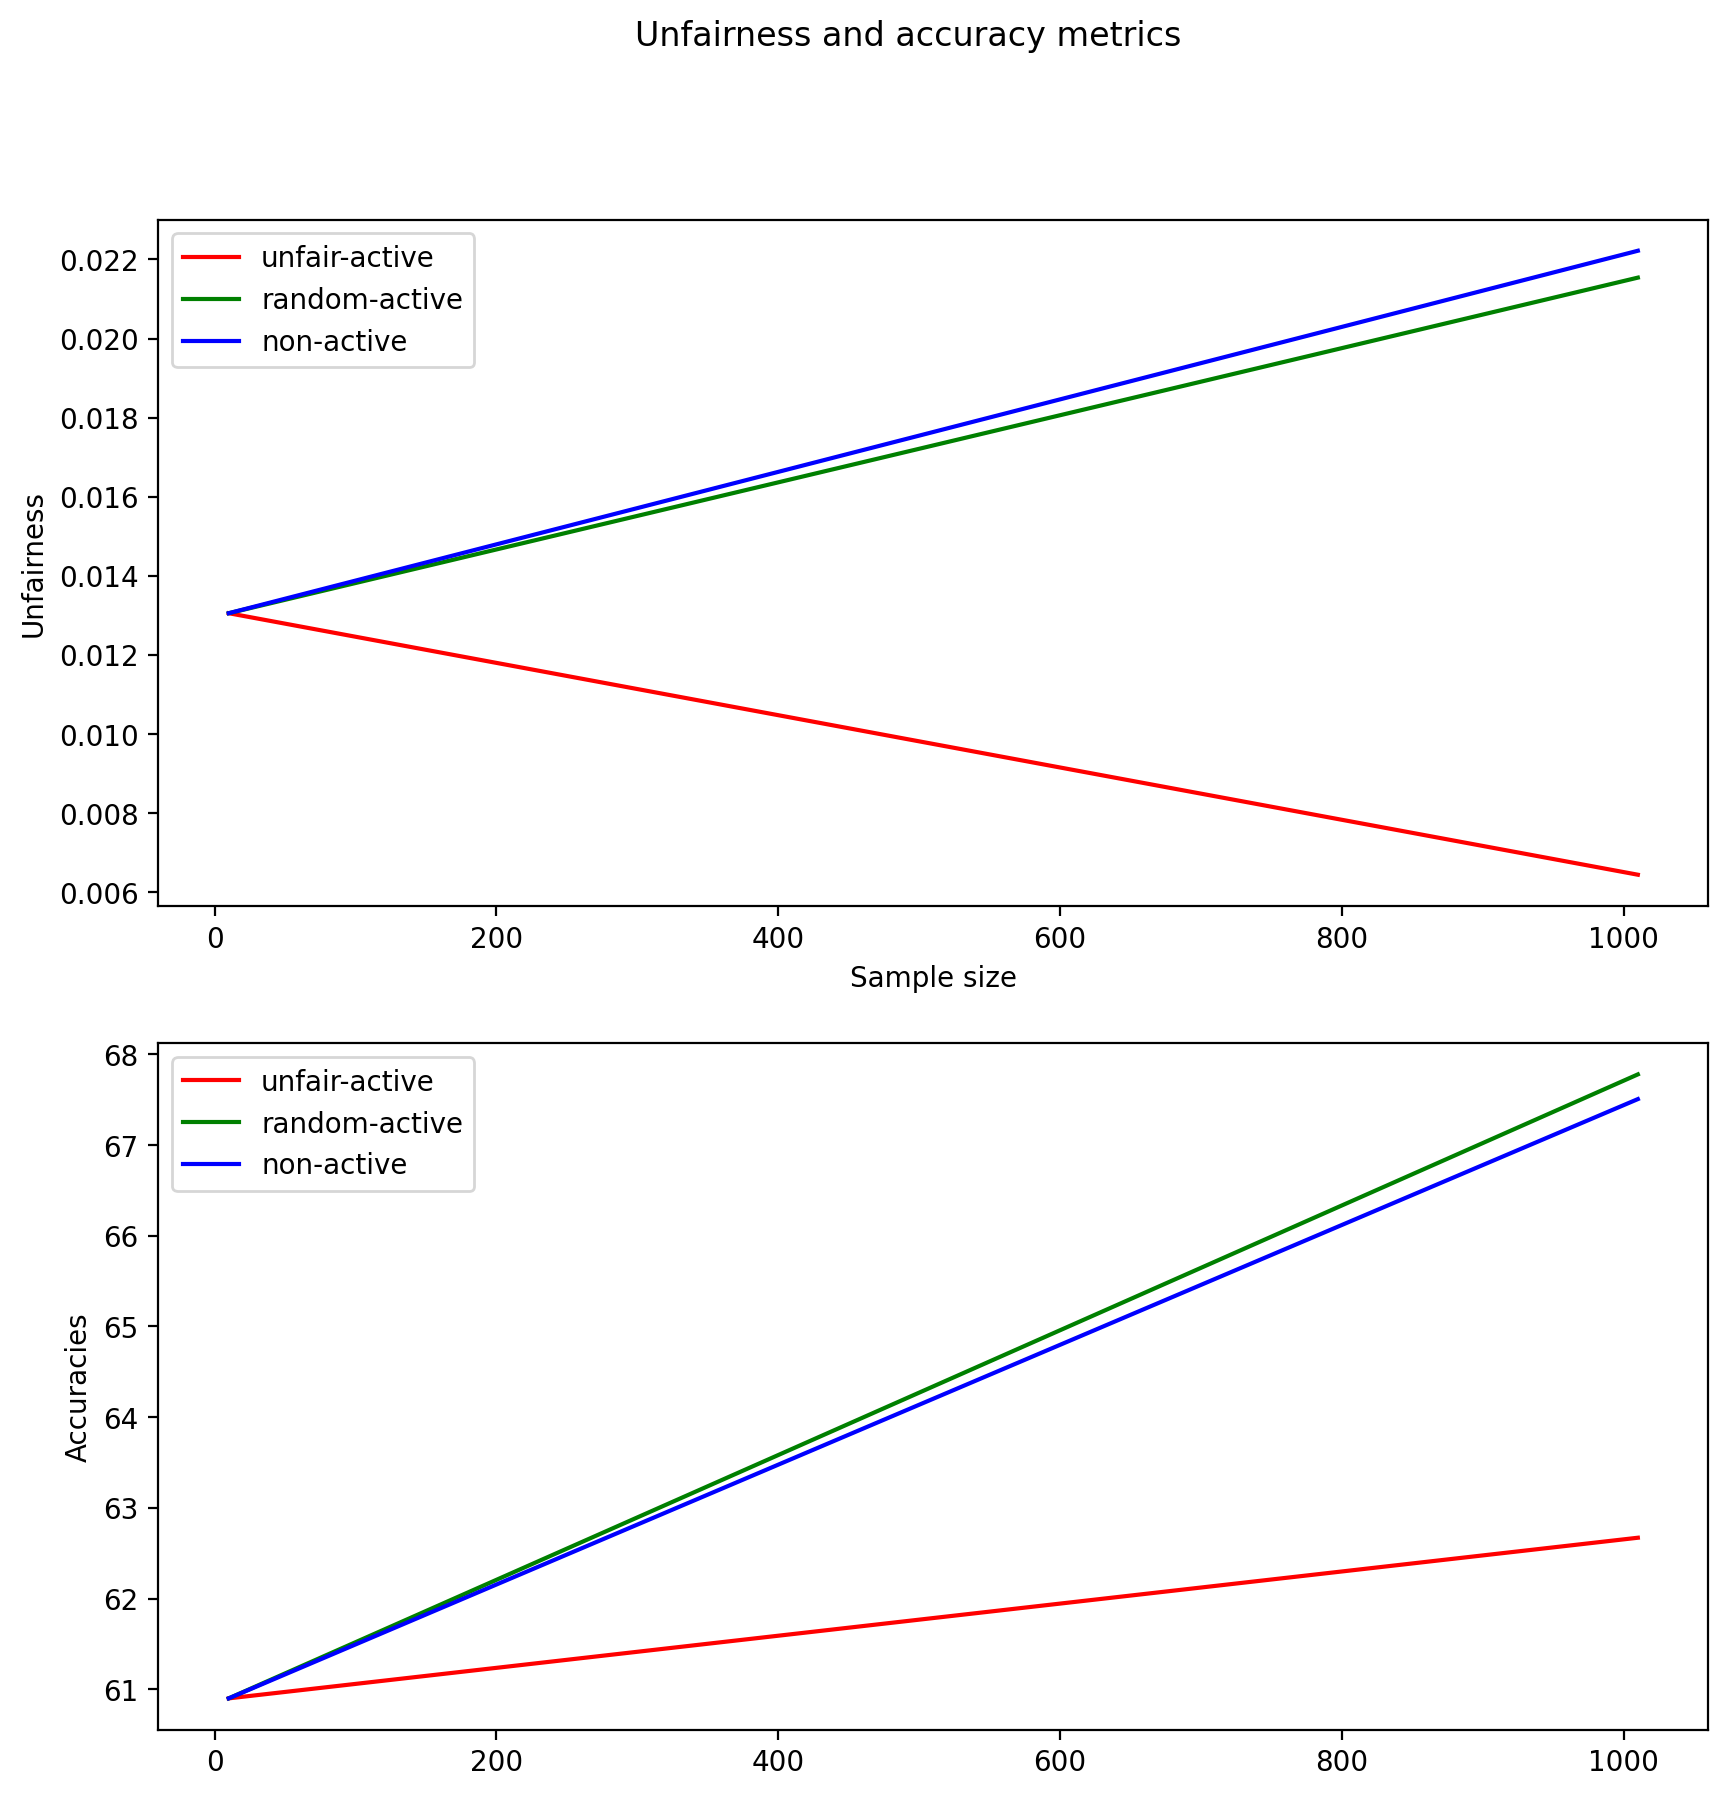 Unfairness and accuracy metrics
unfair-active
random-active
non-active
0.022
0.020
0.018
0.016
0.014
0.012
0.010
0.008
0.006
Unfairness
0 200 400 600 800 1000
Sample size
unfair-active
random-active
non-active
68
67
66
65
64
63
62
61
Accuracies
0 200 400 600 800 1000